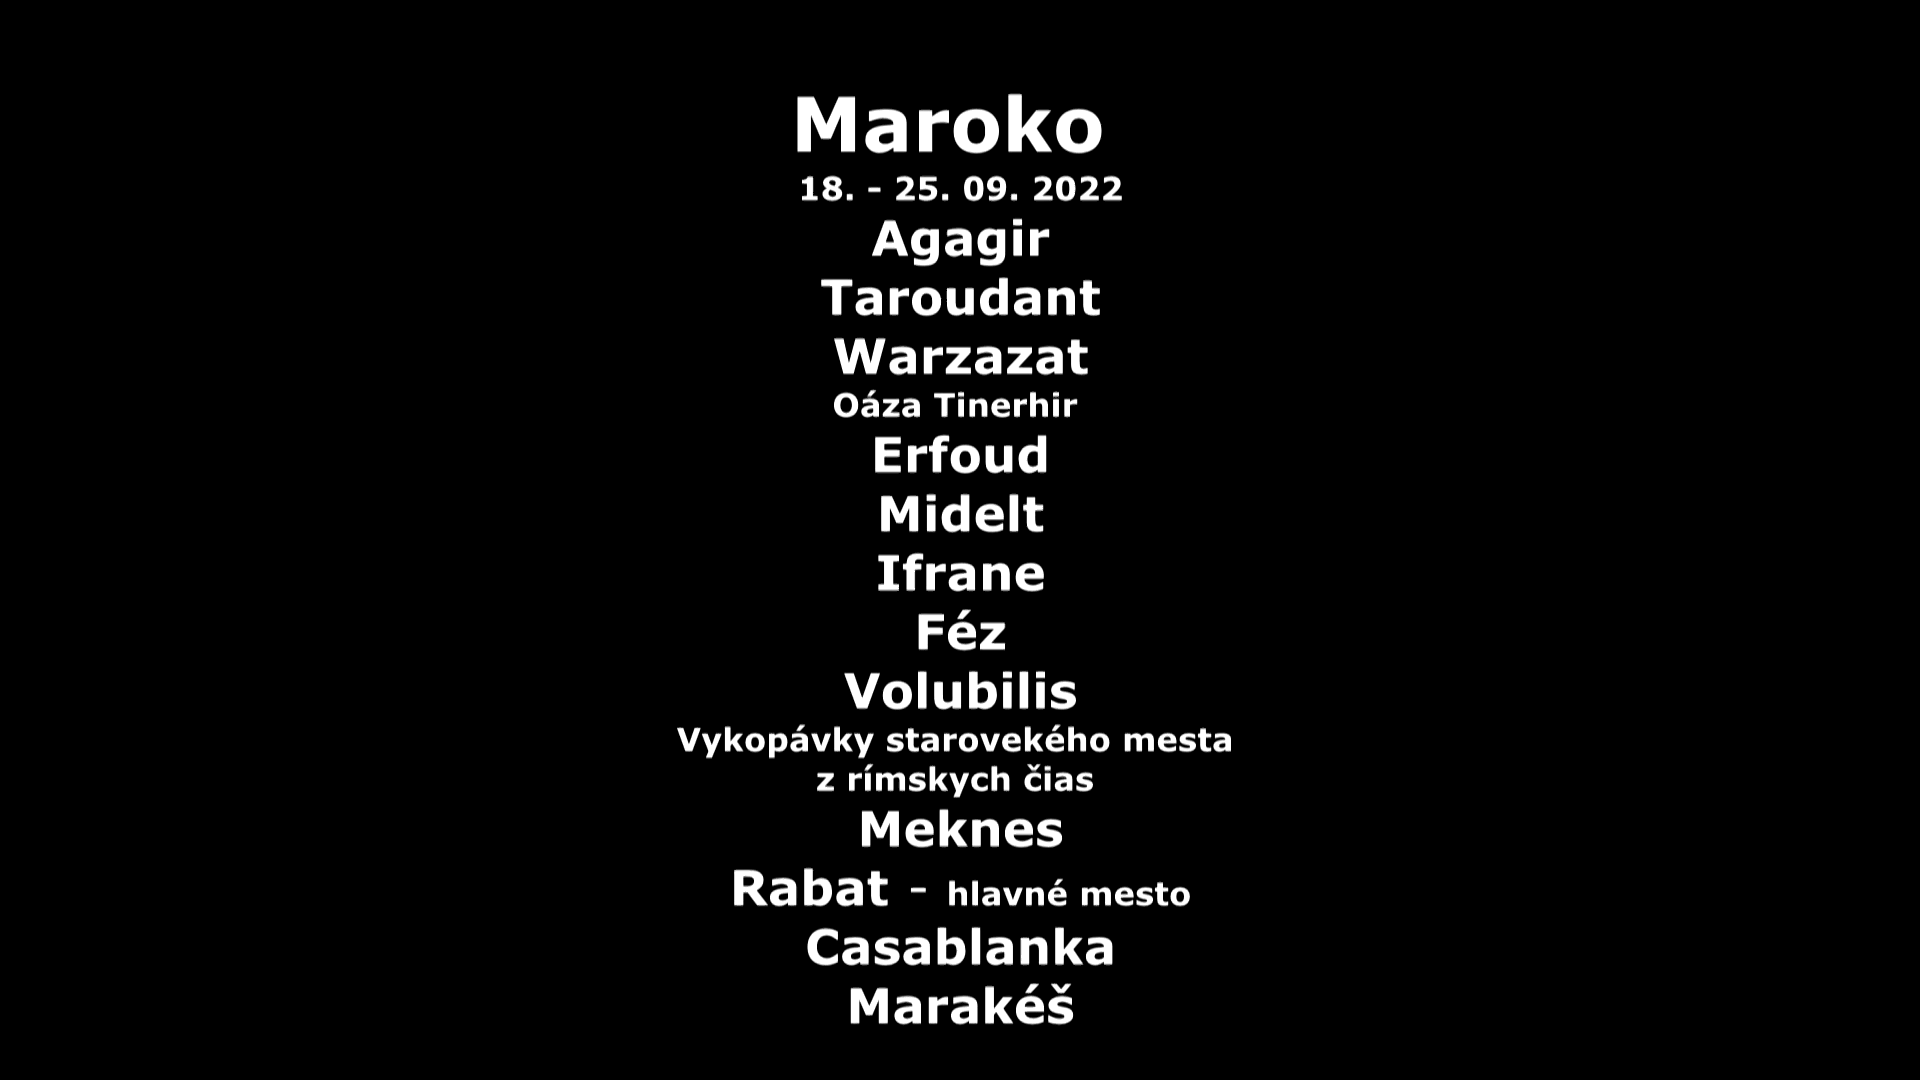 Maroko
18. - 25. 09. 2022
Agagir
Taroudant
Warzazat
Oáza Tinerhir
Erfoud
Midelt
Ifrane
Féz
Volubilis
Vykopávky starovekého mesta
z rímskych čias
Meknes
Rabat - hlavné mesto
Casablanka
Marakéš